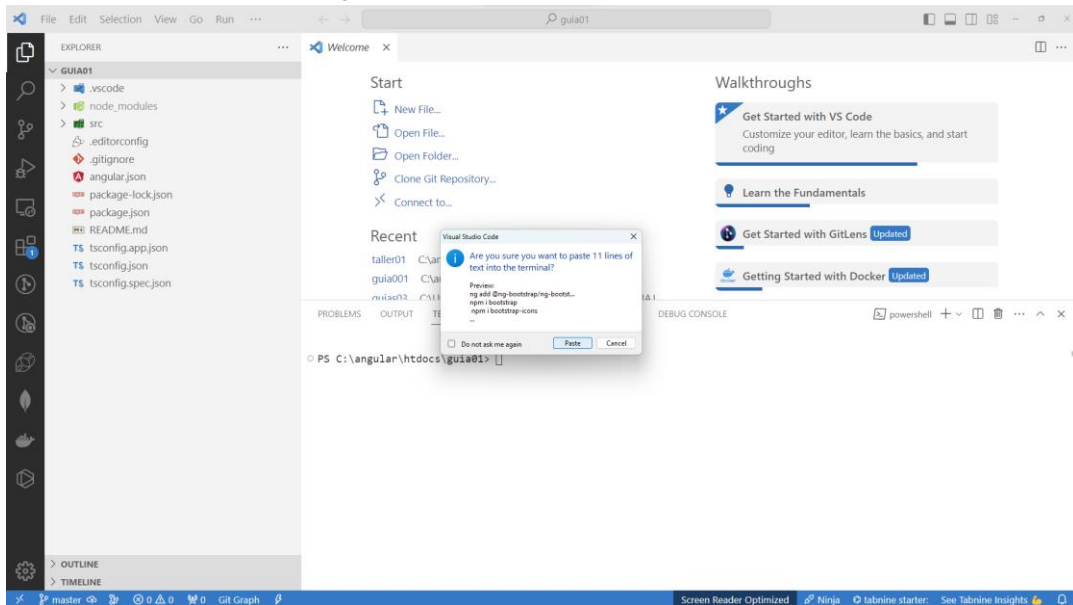 File Edit Selection View Go Run ···
guia01
EXPLORER ···
Welcome
GUIA01
.vscode
node_modules
src
.editorconfig
.gitignore
angular.json
package-lock.json
package.json
README.md
TS tsconfig.app.json
TS tsconfig.json
TS tsconfig.spec.json
OUTLINE
TIMELINE
Start
New File...
Open File...
Open Folder...
Clone Git Repository...
Connect to...
Recent
taller01
guia001
Walkthroughs
Get Started with VS Code
Customize your editor, learn the basics, and start
coding
Learn the Fundamentals
Get Started with GitLens Updated
Getting Started with Docker Updated
Visual Studio Code
Are you sure you want to paste 11 lines of
text into the terminal?
Preview:
ng add @ng-bootstrap/ng-bootst...
npm i bootstrap
npm i bootstrap-icons
...
Do not ask me again Paste Cancel
PROBLEMS OUTPUT DEBUG CONSOLE powershell
PS C:\angular\htdocs\guia01>
master 0 0 0 Git Graph Screen Reader Optimized Ninja tabnine starter: See Tabnine Insights